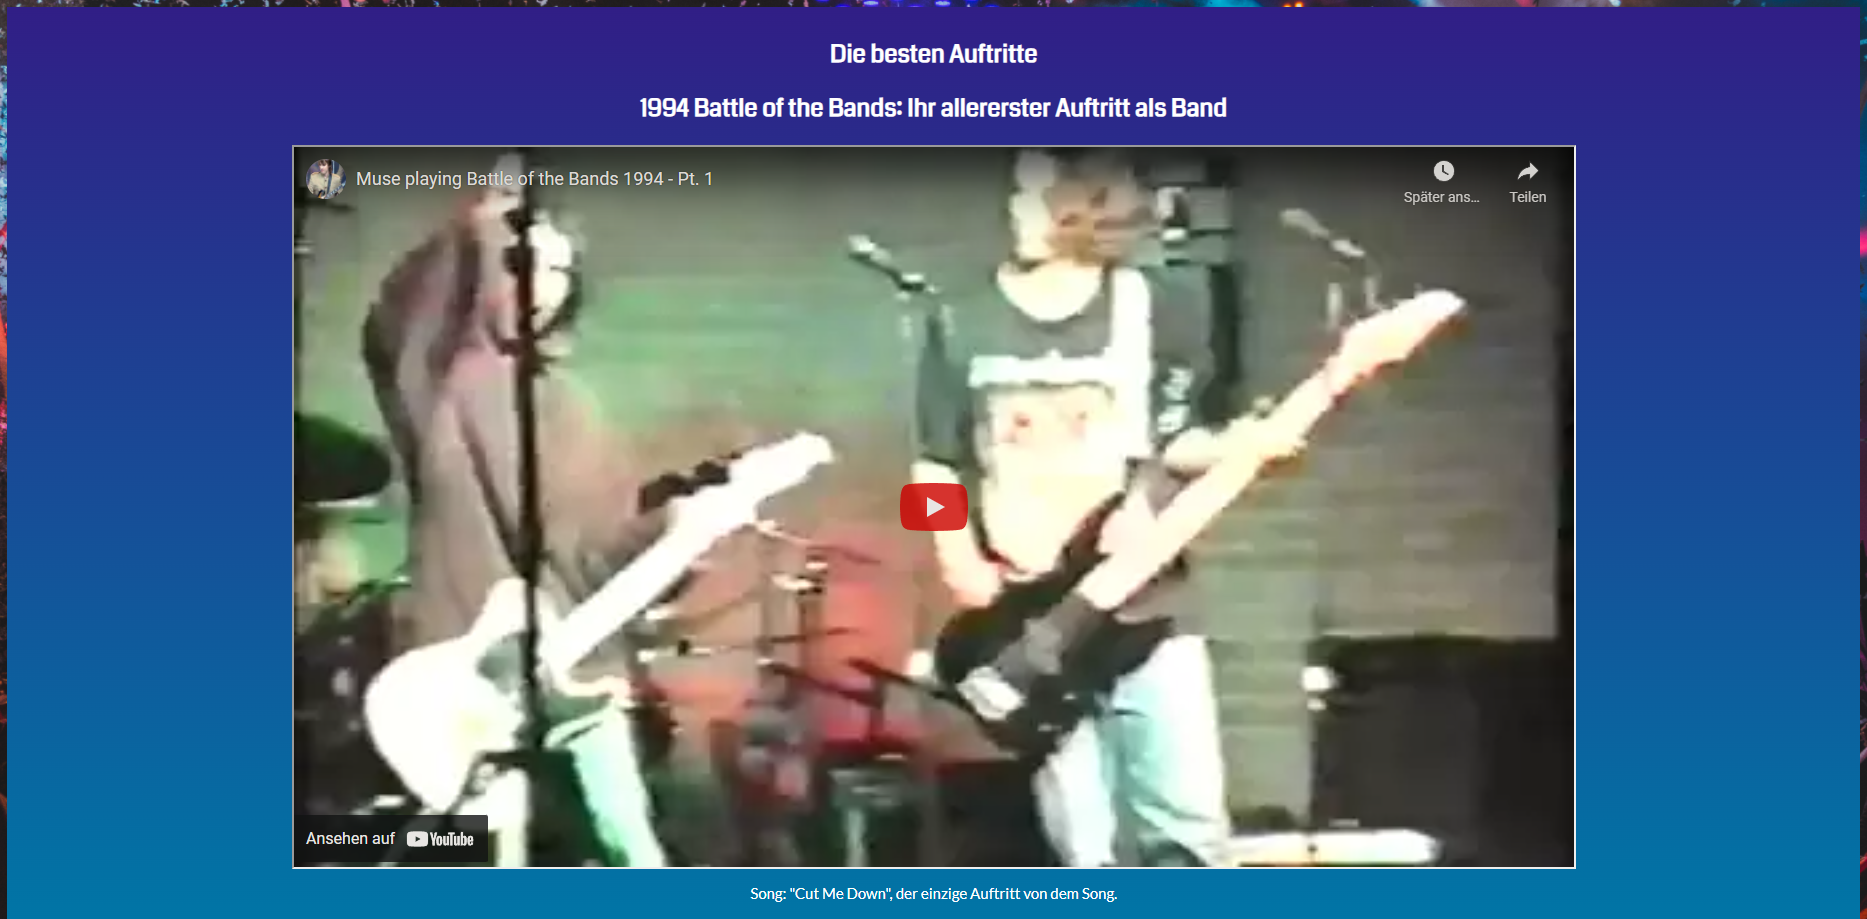 Die besten Auftritte
1994 Battle of the Bands: Ihr allererster Auftritt als Band
Muse playing Battle of the Bands 1994 - Pt. 1
Später ans...
Teilen
Ansehen auf YouTube
Song: "Cut Me Down", der einzige Auftritt von dem Song.